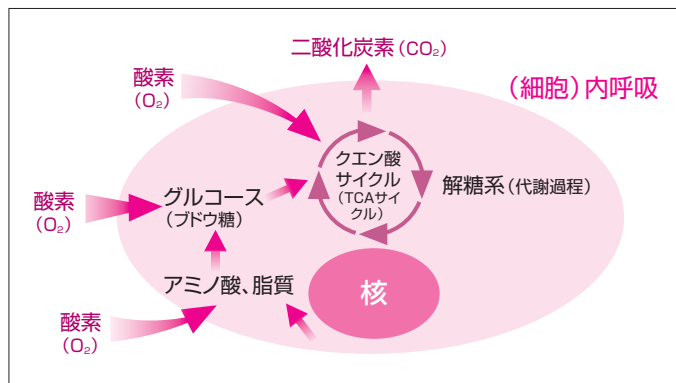 二酸化炭素(CO₂)
酸素
(O₂)
(細胞)内呼吸
クエン酸
サイクル
(TCAサイ
クル)
解糖系(代謝過程)
酸素
(O₂)
グルコース
(ブドウ糖)
アミノ酸、脂質
核
酸素
(O₂)